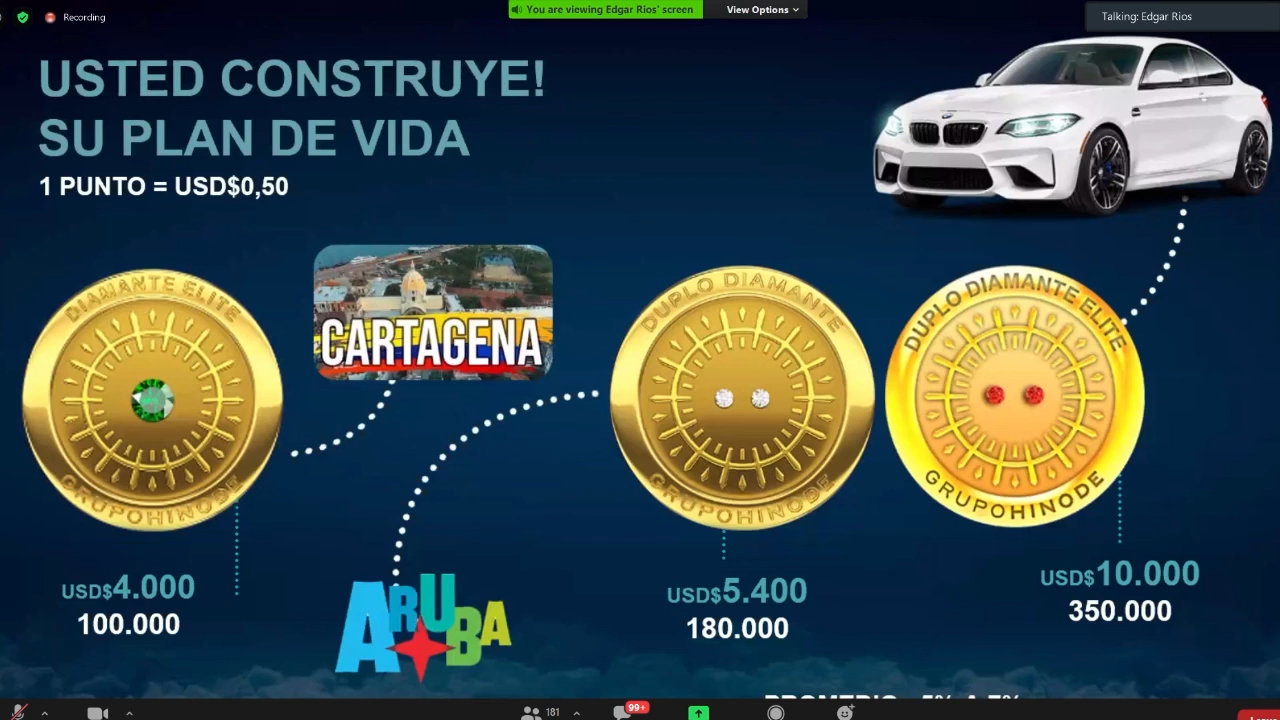 Recording
You are viewing Edgar Rios' screen
View Options
Talking: Edgar Rios
USTED CONSTRUYE!
SU PLAN DE VIDA
1 PUNTO = USD$0,50
CARTAGENA
DIAMANTE ELITE
GRUPOHINODE
DUPLO DIAMANTE
GRUPOHINODE
DUPLO DIAMANTE ELITE
GRUPOHINODE
USD$4.000
100.000
ARUBA
USD$5.400
180.000
USD$10.000
350.000
181
99+